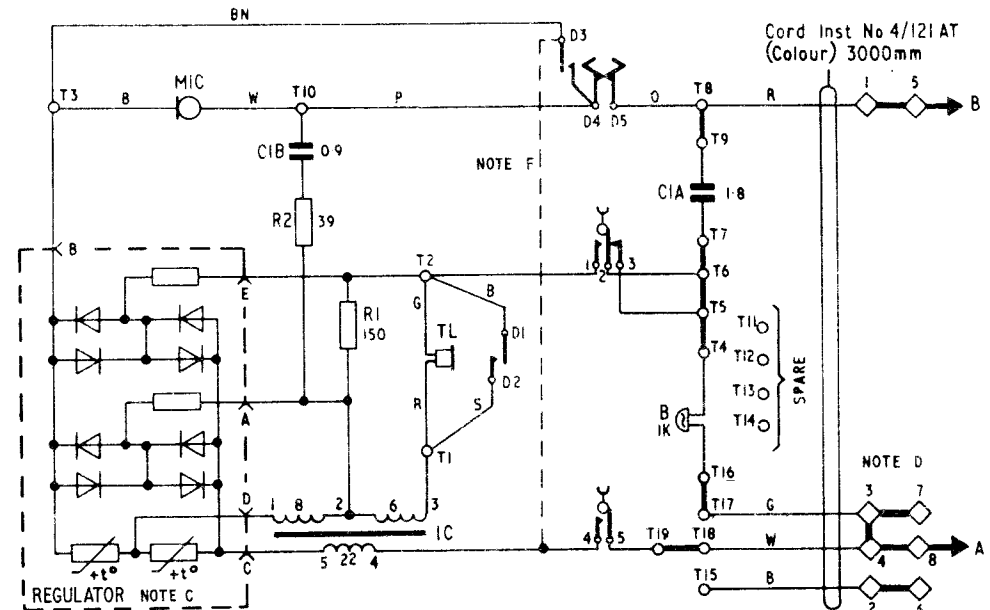 BN
D3
Cord Inst No 4/121 AT
(Colour) 3000mm
T3
B
MIC
W
T10
P
D4
D5
O
T8
R
1
5
B
C1B
0·9
NOTE F
T9
C1A
1·8
R2
39
B
T7
1
2
3
T6
T2
E
G
B
R1
150
TL
D1
D2
T5
T4
T11
T12
T13
T14
SPARE
A
R
S
B
1K
T1
T16
T17
G
NOTE D
3
7
D
1
8
2
6
3
1C
C
5
22
4
4
5
T19
T18
W
4
8
A
+t°
+t°
REGULATOR NOTE C
T15
B
2
6